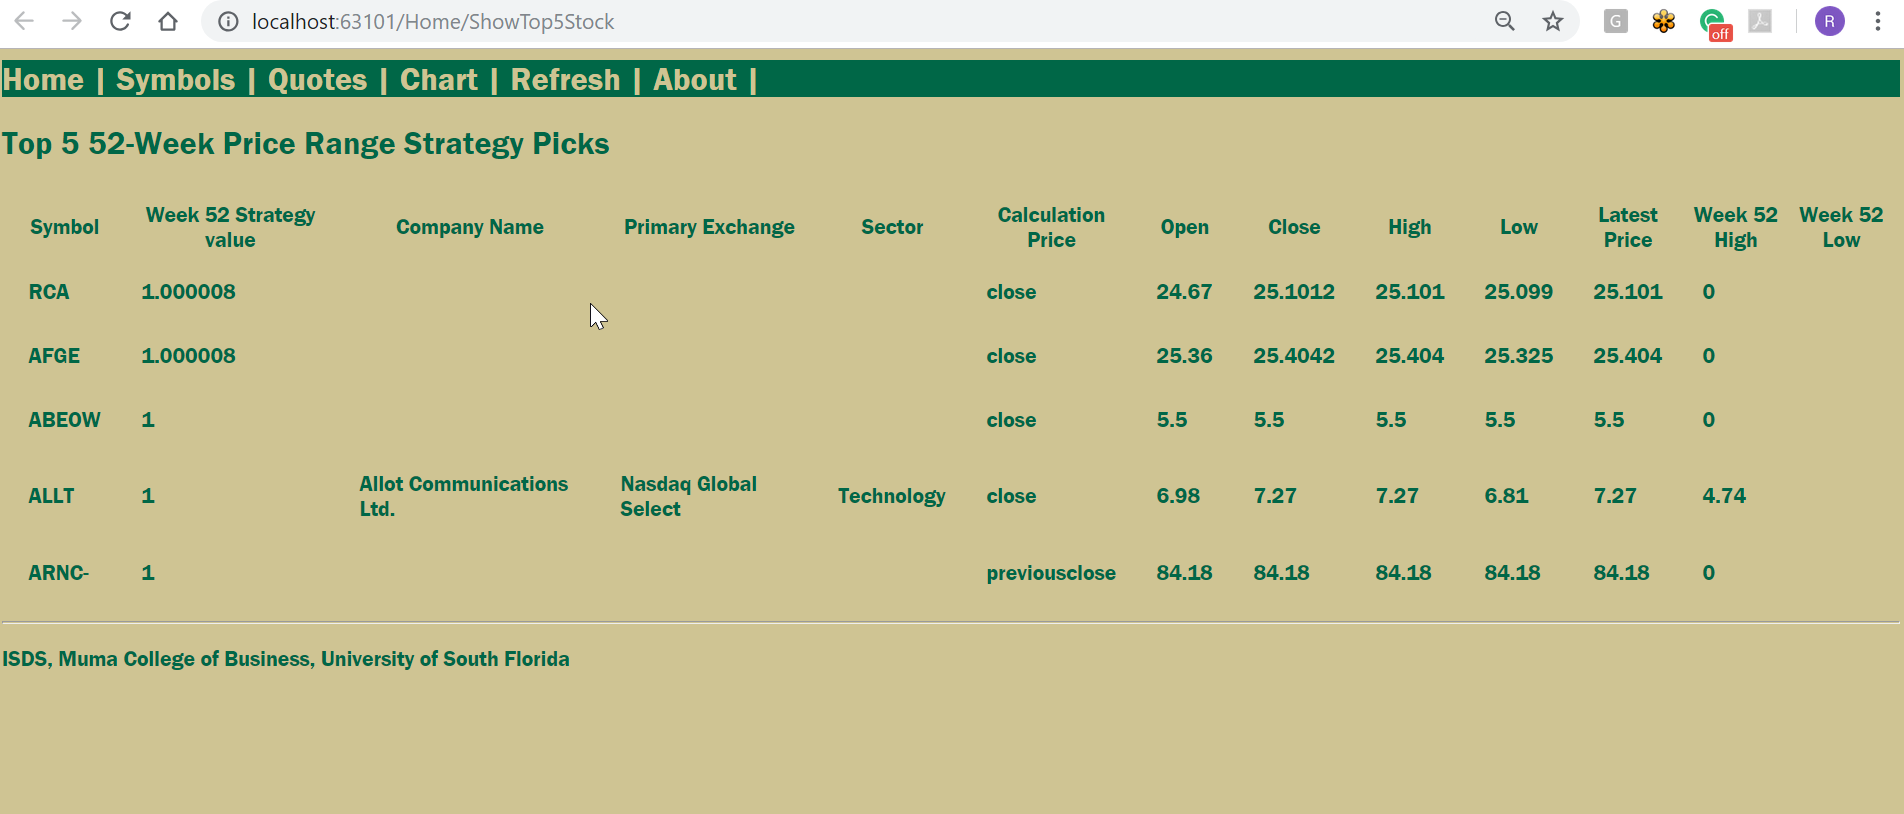 localhost:63101/Home/ShowTop5Stock
G
off
R
Home | Symbols | Quotes | Chart | Refresh | About |
Top 5 52-Week Price Range Strategy Picks
Symbol Week 52 Strategy value Company Name Primary Exchange Sector Calculation Price Open Close High Low Latest Price Week 52 High Week 52 Low
RCA 1.000008 close 24.67 25.1012 25.101 25.099 25.101 0
AFGE 1.000008 close 25.36 25.4042 25.404 25.325 25.404 0
ABEOW 1 close 5.5 5.5 5.5 5.5 5.5 0
ALLT 1 Allot Communications Ltd. Nasdaq Global Select Technology close 6.98 7.27 7.27 6.81 7.27 4.74
ARNC- 1 previousclose 84.18 84.18 84.18 84.18 84.18 0
ISDS, Muma College of Business, University of South Florida